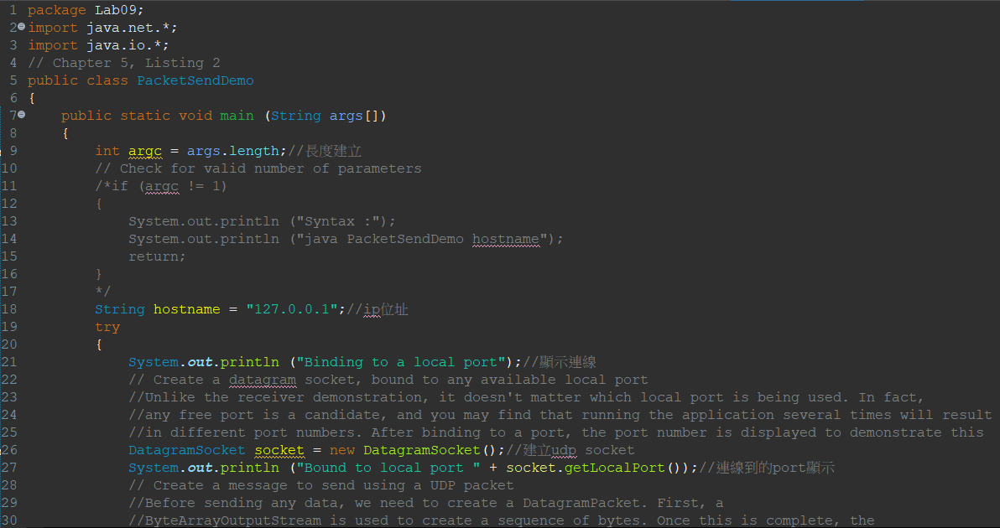 1 package Lab09;
2 import java.net.*;
3 import java.io.*;
4 // Chapter 5, Listing 2
5 public class PacketSendDemo
6 {
7 public static void main (String args[])
8 {
9 int argc = args.length;//長度建立
10 // Check for valid number of parameters
11 /*if (argc != 1)
12 {
13 System.out.println ("Syntax :");
14 System.out.println ("java PacketSendDemo hostname");
15 return;
16 }
17 */
18 String hostname = "127.0.0.1";//ip位址
19 try
20 {
21 System.out.println ("Binding to a local port");//顯示連線
22 // Create a datagram socket, bound to any available local port
23 //Unlike the receiver demonstration, it doesn't matter which local port is being used. In fact,
24 //any free port is a candidate, and you may find that running the application several times will result
25 //in different port numbers. After binding to a port, the port number is displayed to demonstrate this
26 DatagramSocket socket = new DatagramSocket();//建立udp socket
27 System.out.println ("Bound to local port " + socket.getLocalPort());//連線到的port顯示
28 // Create a message to send using a UDP packet
29 //Before sending any data, we need to create a DatagramPacket. First, a
30 //ByteArrayOutputStream is used to create a sequence of bytes. Once this is complete, the